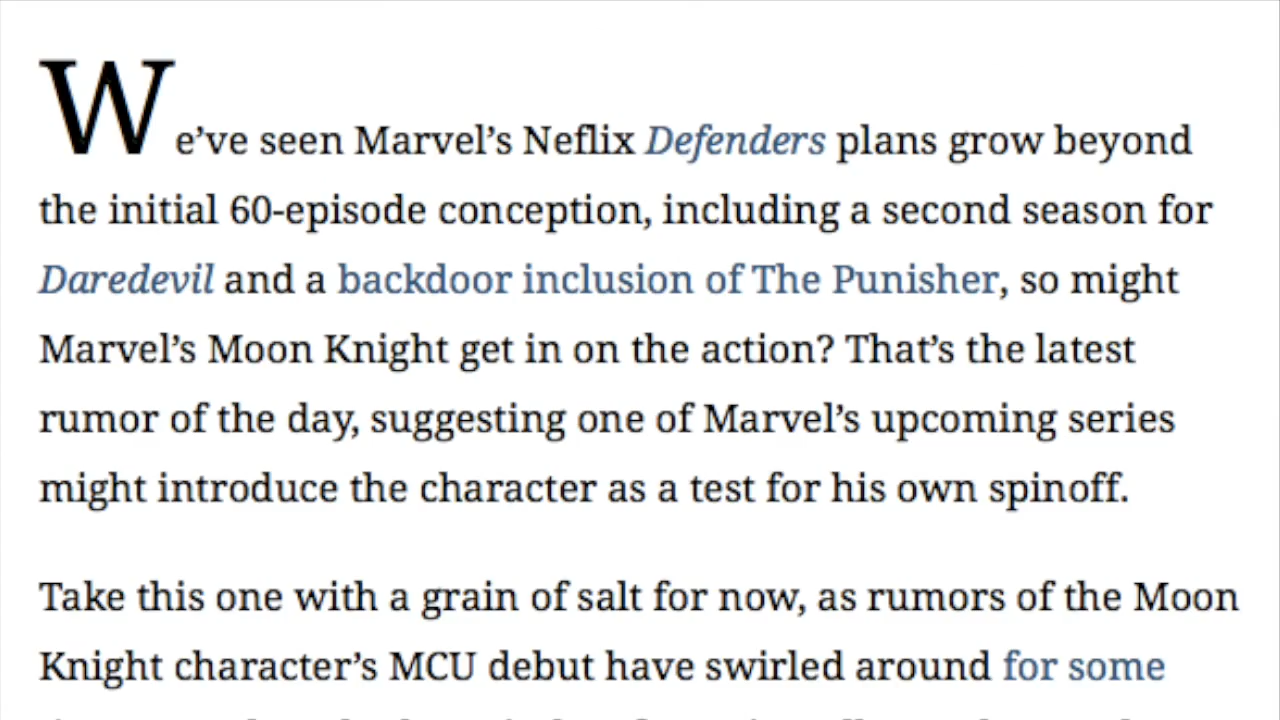 We’ve seen Marvel’s Neflix Defenders plans grow beyond
the initial 60-episode conception, including a second season for
Daredevil and a backdoor inclusion of The Punisher, so might
Marvel’s Moon Knight get in on the action? That’s the latest
rumor of the day, suggesting one of Marvel’s upcoming series
might introduce the character as a test for his own spinoff.
Take this one with a grain of salt for now, as rumors of the Moon
Knight character’s MCU debut have swirled around for some